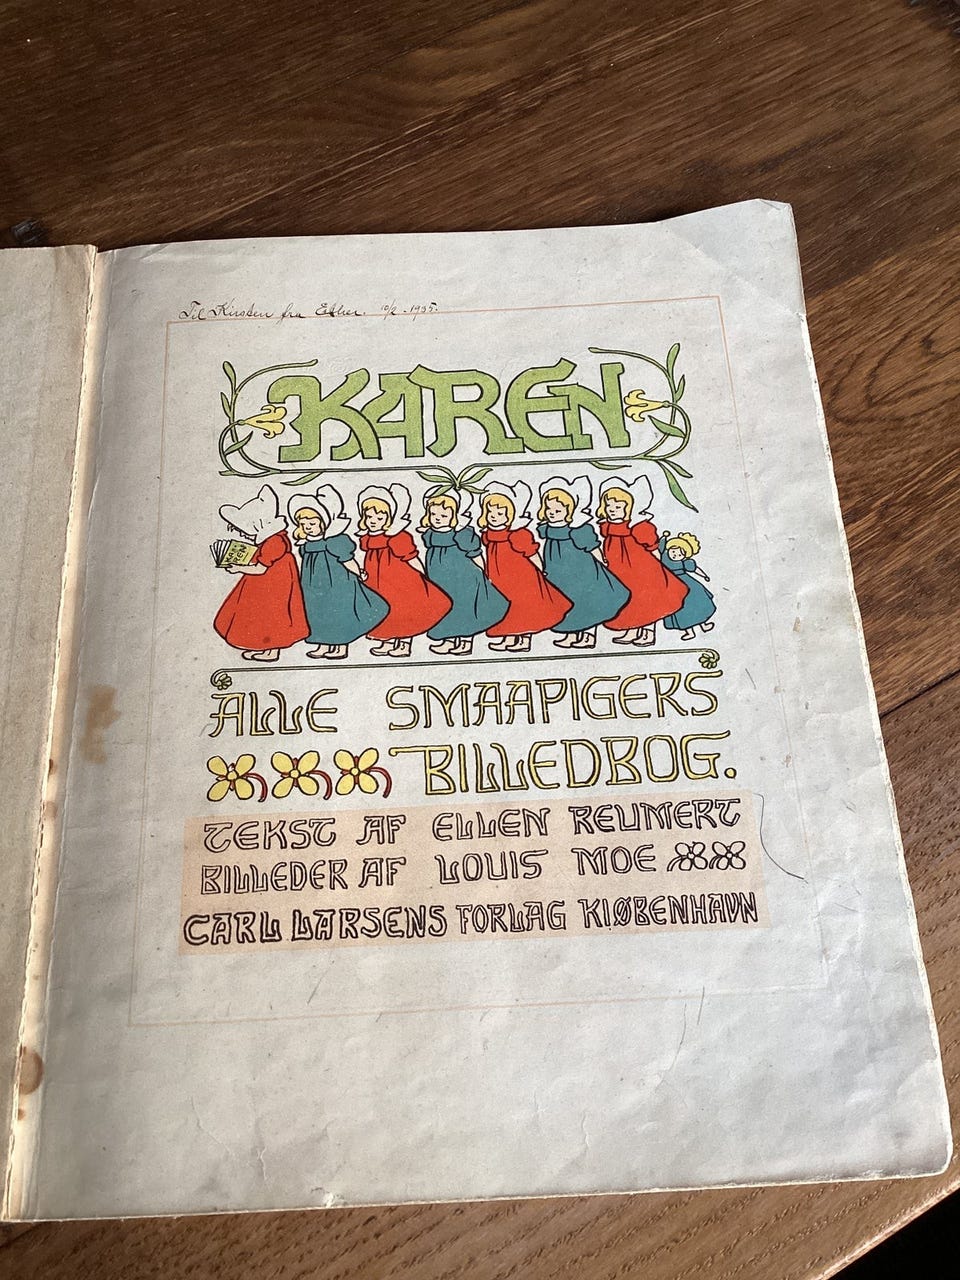 Til Kirsten fra Esther. 10/2 - 1935.
KAREN
KAREN
ALLE SMAAPIGERS
BILLEDBOG.
TEKST AF ELLEN REUMERT
BILLEDER AF LOUIS MOE
CARL LARSENS FORLAG KIØBENHAVN